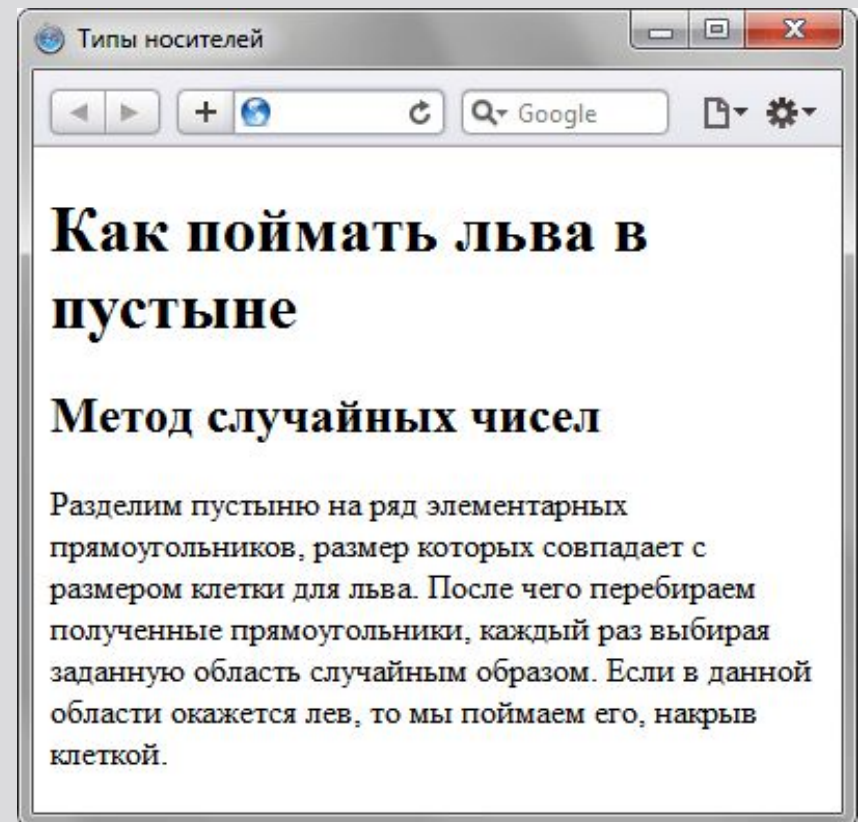 Типы носителей
Google
Как поймать льва в
пустыне
Метод случайных чисел
Разделим пустыню на ряд элементарных
прямоугольников, размер которых совпадает с
размером клетки для льва. После чего перебираем
полученные прямоугольники, каждый раз выбирая
заданную область случайным образом. Если в данной
области окажется лев, то мы поймаем его, накрыв
клеткой.